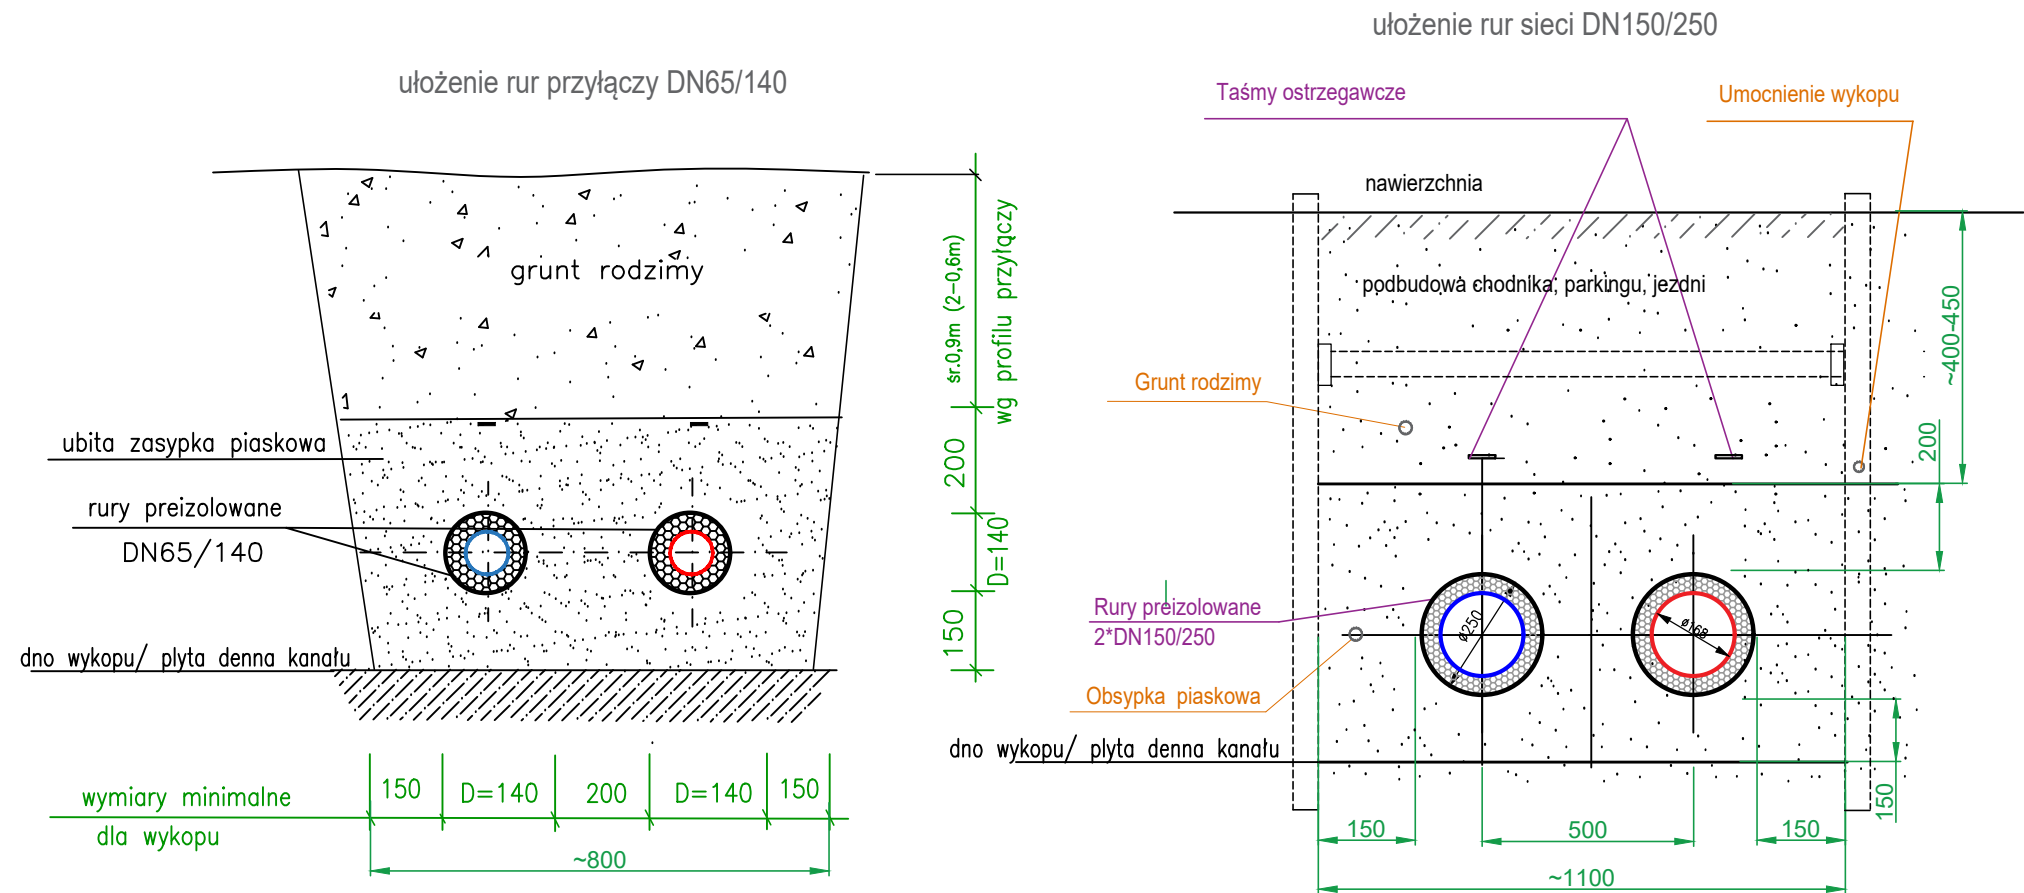 ułożenie rur przyłączy DN65/140
grunt rodzimy
ubita zasypka piaskowa
rury preizolowane
DN65/140
dno wykopu/ plyta denna kanału
śr.0,9m (2-0,6m)
wg profilu przyłączy
200
D=140
150
wymiary minimalne
dla wykopu
150
D=140
200
D=140
150
~800
ułożenie rur sieci DN150/250
Taśmy ostrzegawcze
Umocnienie wykopu
nawierzchnia
podbudowa chodnika, parkingu, jezdni
Grunt rodzimy
~400-450
200
Rury preizolowane
2*DN150/250
ø250
ø168
Obsypka piaskowa
dno wykopu/ plyta denna kanału
150
150
500
150
~1100